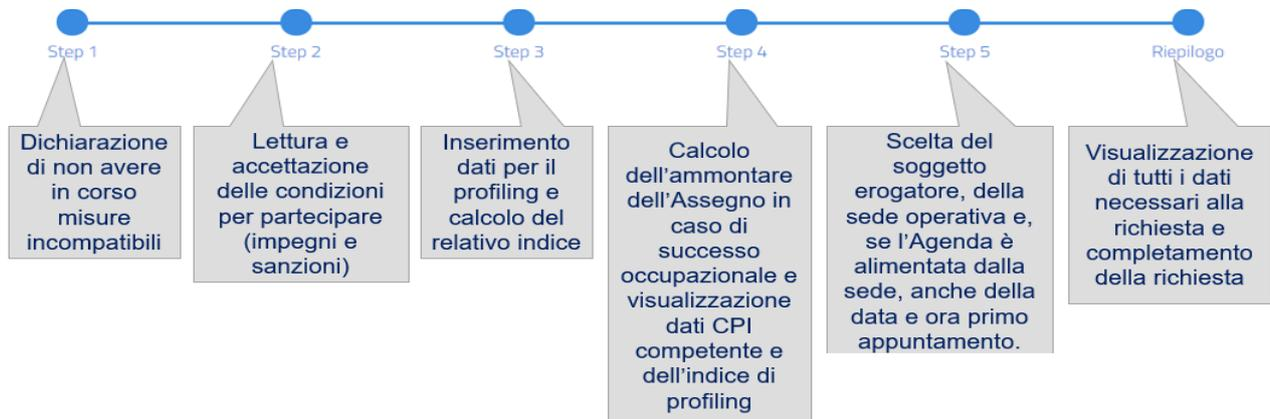 Step 1
Step 2
Step 3
Step 4
Step 5
Riepilogo
Dichiarazione
di non avere
in corso
misure
incompatibili
Lettura e
accettazione
delle condizioni
per partecipare
(impegni e
sanzioni)
Inserimento
dati per il
profiling e
calcolo del
relativo indice
Calcolo
dell’ammontare
dell’Assegno in
caso di
successo
occupazionale e
visualizzazione
dati CPI
competente e
dell’indice di
profiling
Scelta del
soggetto
erogatore, della
sede operativa e,
se l’Agenda è
alimentata dalla
sede, anche della
data e ora primo
appuntamento.
Visualizzazione
di tutti i dati
necessari alla
richiesta e
completamento
della richiesta